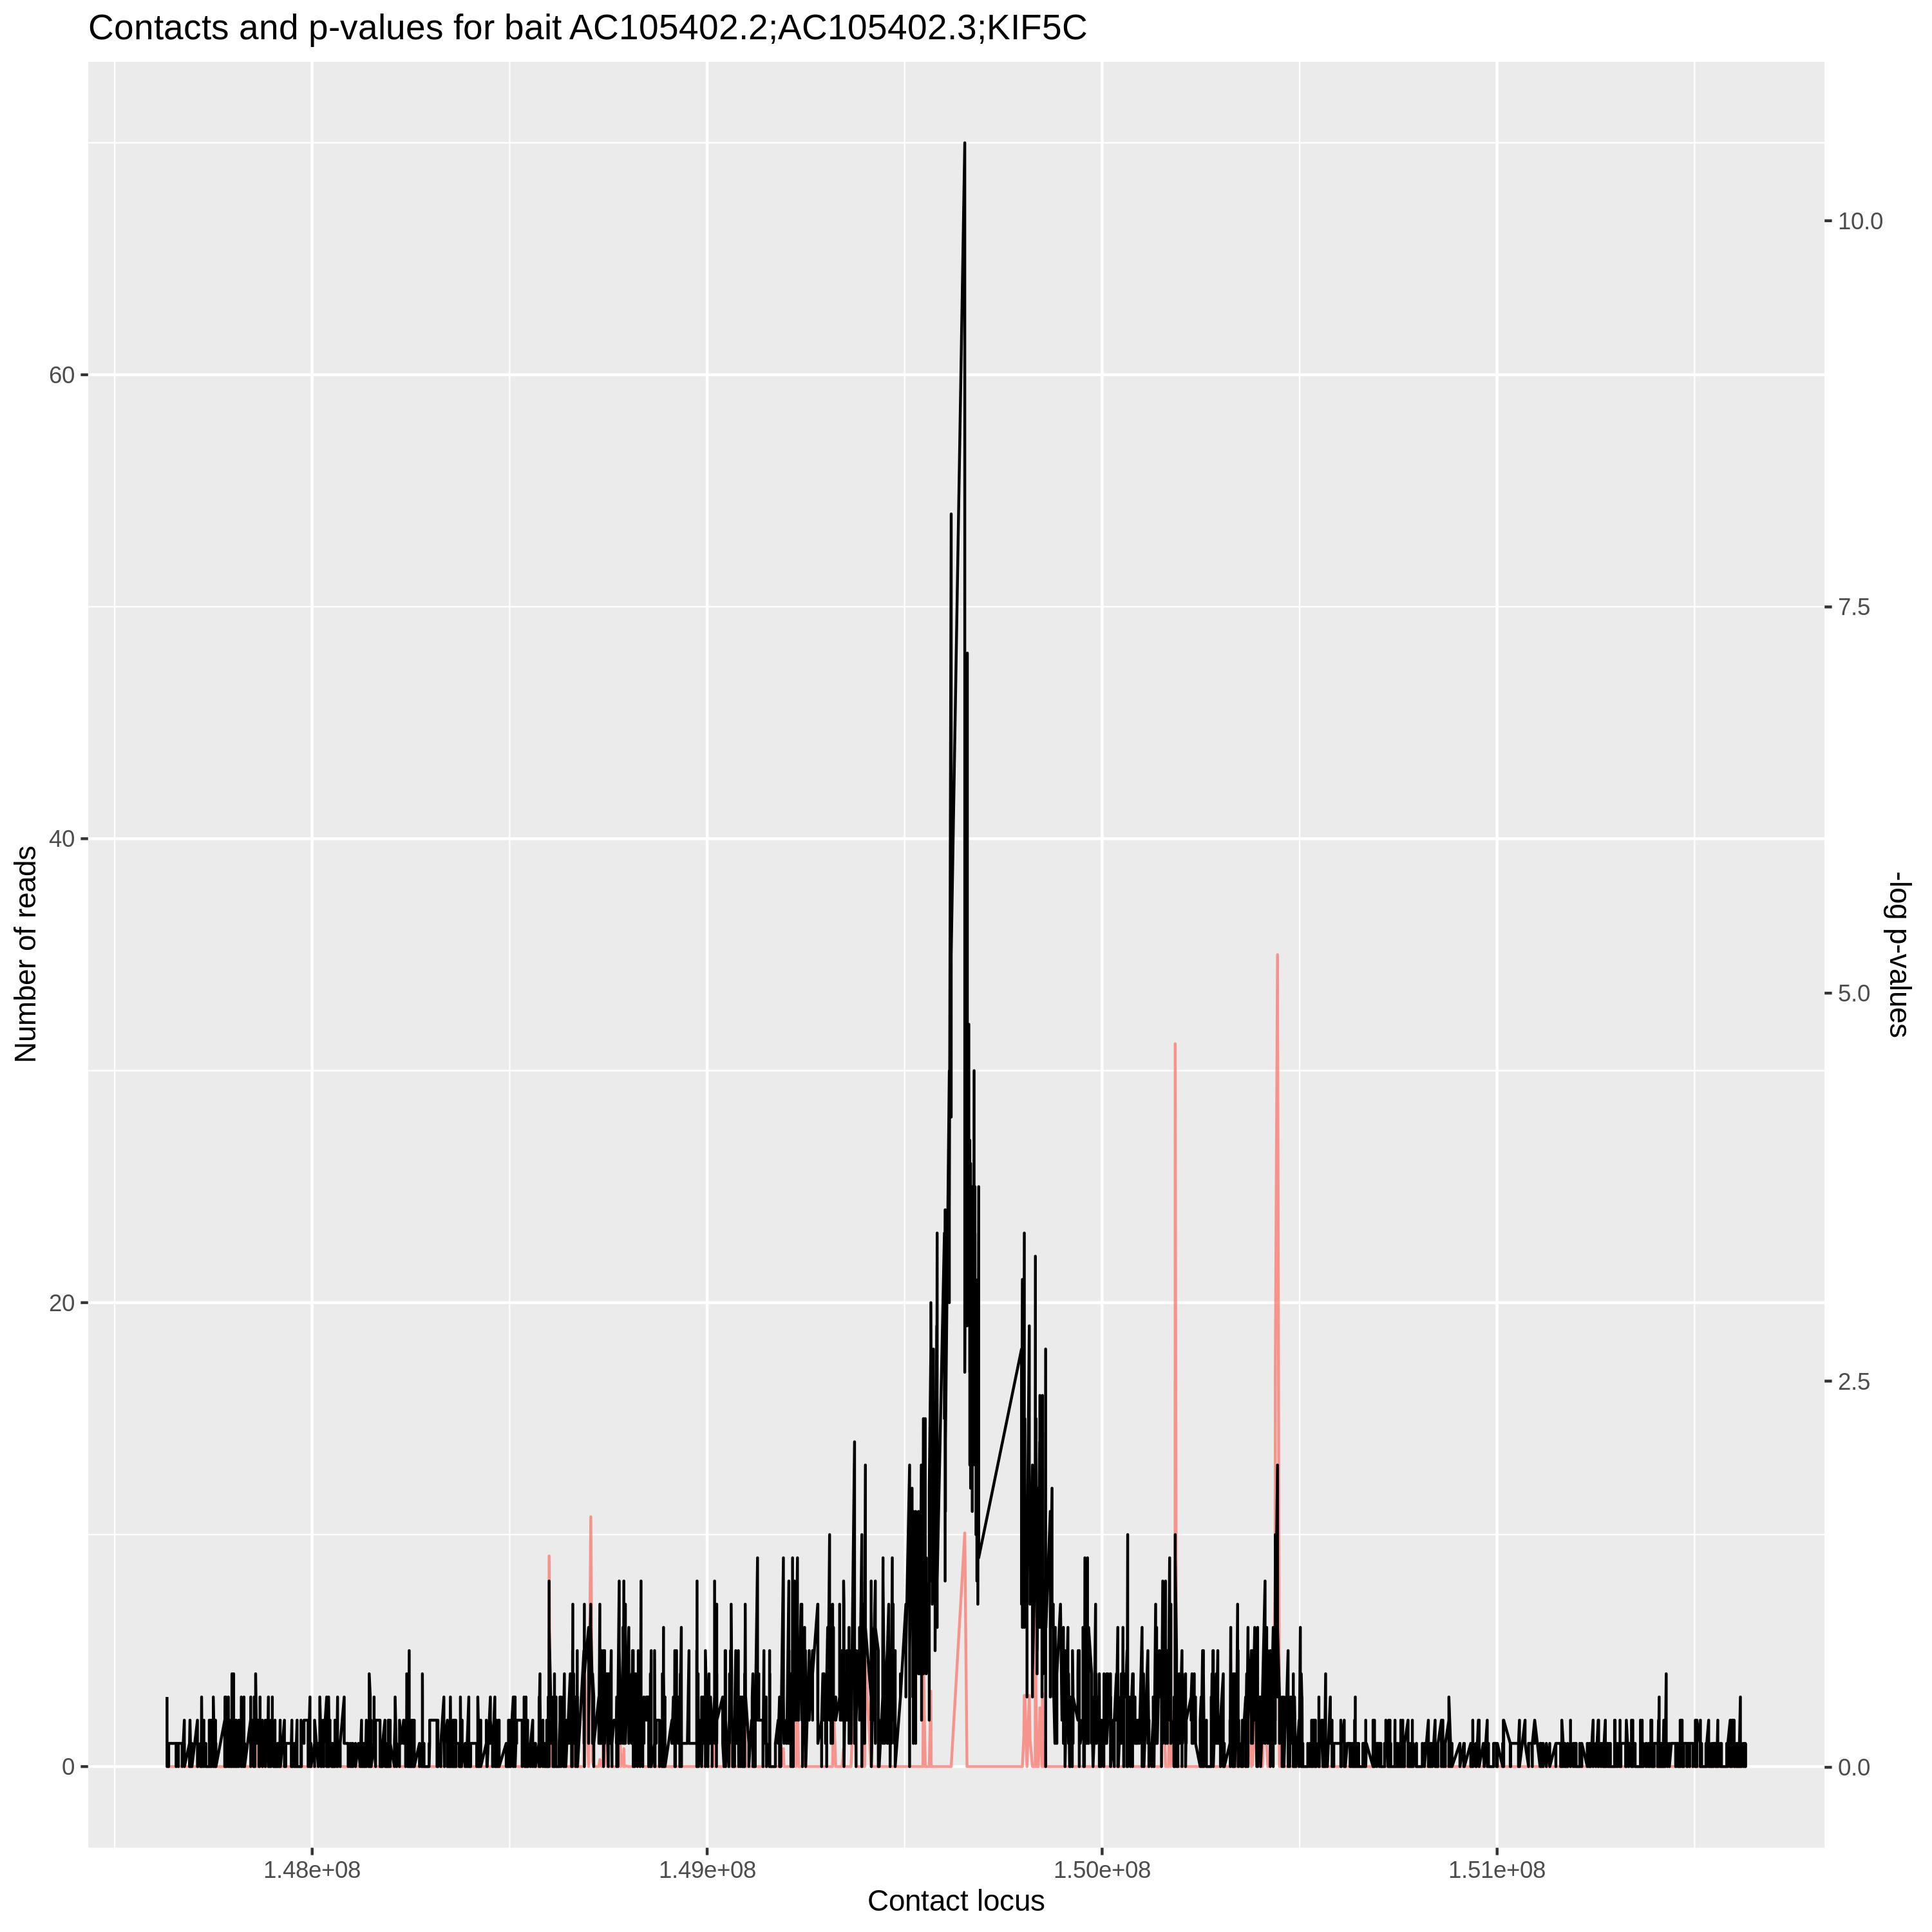 Contacts and p-values for bait AC105402.2;AC105402.3;KIF5C
Number of reads
60
40
20
0
10.0
7.5
5.0
2.5
0.0
-log p-values
1.48e+08 1.49e+08 1.50e+08 1.51e+08
Contact locus